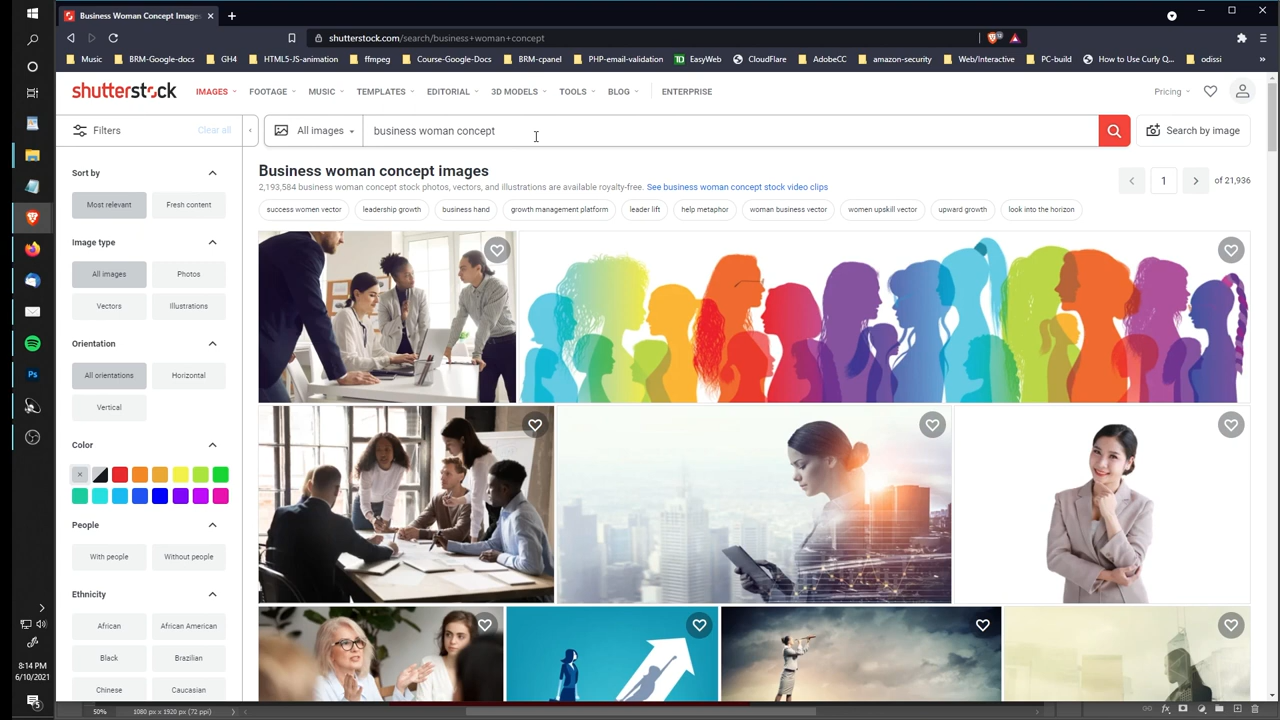 Business Woman Concept Images
shutterstock.com/search/business+woman+concept
Music
BRM-Google-docs
GH4
HTML5-JS-animation
ffmpeg
Course-Google-Docs
BRM-cpanel
PHP-email-validation
TD EasyWeb
CloudFlare
AdobeCC
amazon-security
Web/Interactive
PC-build
How to Use Curly Q...
odissi
»
shutterstock
IMAGES
FOOTAGE
MUSIC
TEMPLATES
EDITORIAL
3D MODELS
TOOLS
BLOG
ENTERPRISE
Pricing
Filters
Clear all
All images
business woman concept
Search by image
Sort by
Most relevant
Fresh content
Image type
All images
Photos
Vectors
Illustrations
Orientation
All orientations
Horizontal
Vertical
Color
People
With people
Without people
Ethnicity
African
African American
Black
Brazilian
Chinese
Caucasian
Business woman concept images
2,193,584 business woman concept stock photos, vectors, and illustrations are available royalty-free. See business woman concept stock video clips
1
of 21,936
success women vector
leadership growth
business hand
growth management platform
leader lift
help metaphor
woman business vector
women upskill vector
upward growth
look into the horizon
Ps
8:14 PM
6/10/2021
50%
1080 px x 1920 px (72 ppi)